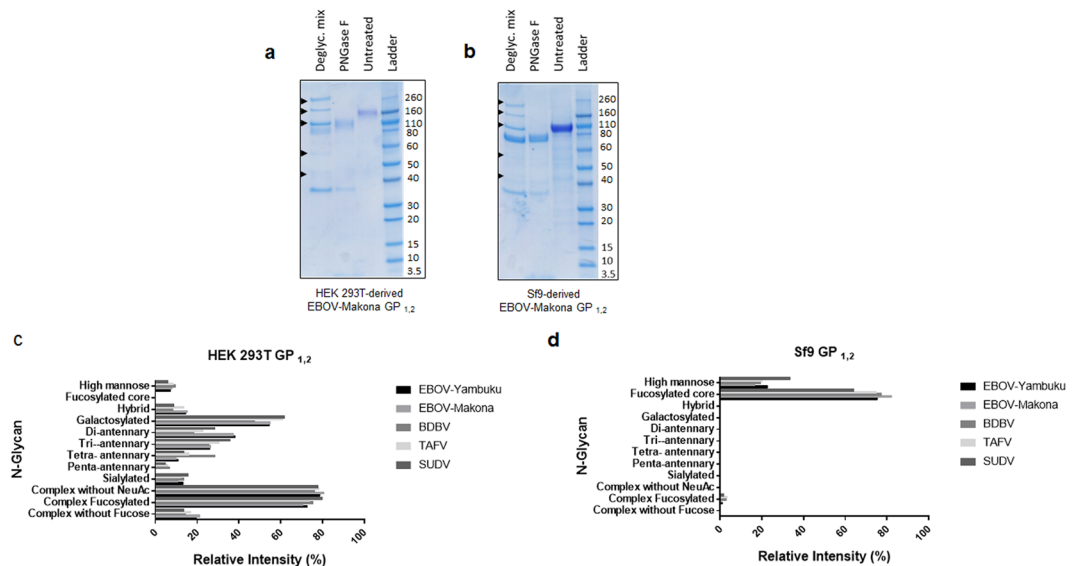 a
Deglyc. mix
PNGase F
Untreated
Ladder
260
160
110
80
60
50
40
30
20
15
10
3.5
HEK 293T-derived
EBOV-Makona GP 1,2
b
Deglyc. mix
PNGase F
Untreated
Ladder
260
160
110
80
60
50
40
30
20
15
10
3.5
Sf9-derived
EBOV-Makona GP 1,2
c
HEK 293T GP 1,2
N-Glycan
High mannose
Fucosylated core
Hybrid
Galactosylated
Di-antennary
Tri--antennary
Tetra- antennary
Penta-antennary
Sialylated
Complex without NeuAc
Complex Fucosylated
Complex without Fucose
0
20
40
60
80
100
Relative Intensity (%)
EBOV-Yambuku
EBOV-Makona
BDBV
TAFV
SUDV
d
Sf9 GP 1,2
N-Glycan
High mannose
Fucosylated core
Hybrid
Galactosylated
Di-antennary
Tri--antennary
Tetra- antennary
Penta-antennary
Sialylated
Complex without NeuAc
Complex Fucosylated
Complex without Fucose
0
20
40
60
80
100
Relative Intensity (%)
EBOV-Yambuku
EBOV-Makona
BDBV
TAFV
SUDV